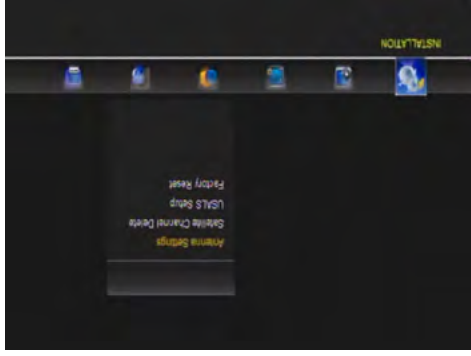 INSTALLATION
Antenna Settings
Satellite Channel Delete
USALS Setup
Factory Reset